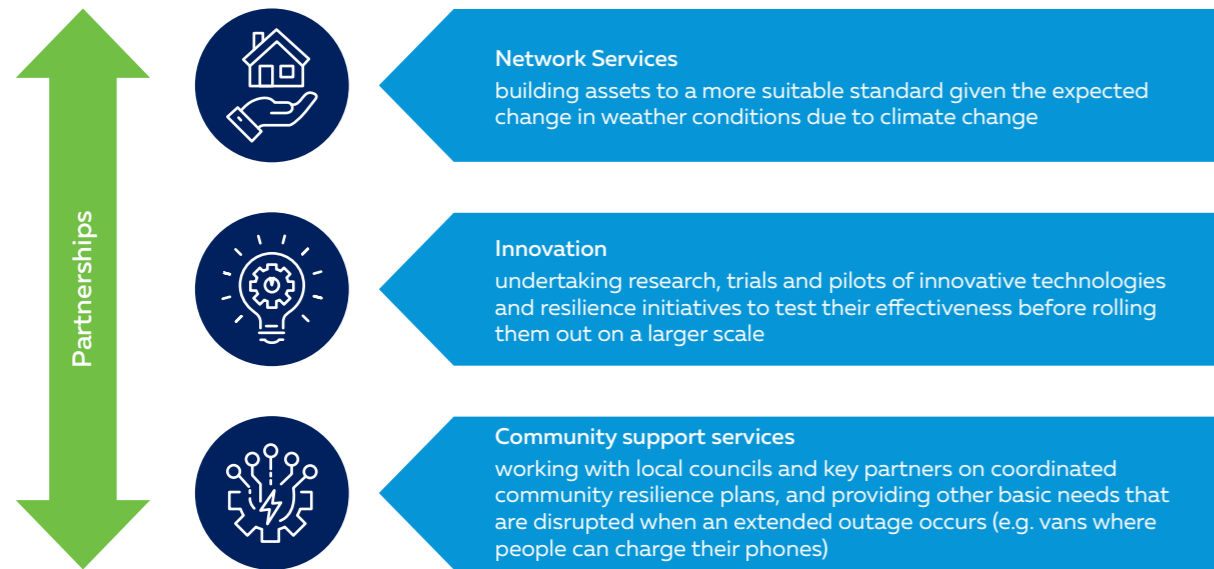 Partnerships
Network Services
building assets to a more suitable standard given the expected
change in weather conditions due to climate change
Innovation
undertaking research, trials and pilots of innovative technologies
and resilience initiatives to test their effectiveness before rolling
them out on a larger scale
Community support services
working with local councils and key partners on coordinated
community resilience plans, and providing other basic needs that
are disrupted when an extended outage occurs (e.g. vans where
people can charge their phones)